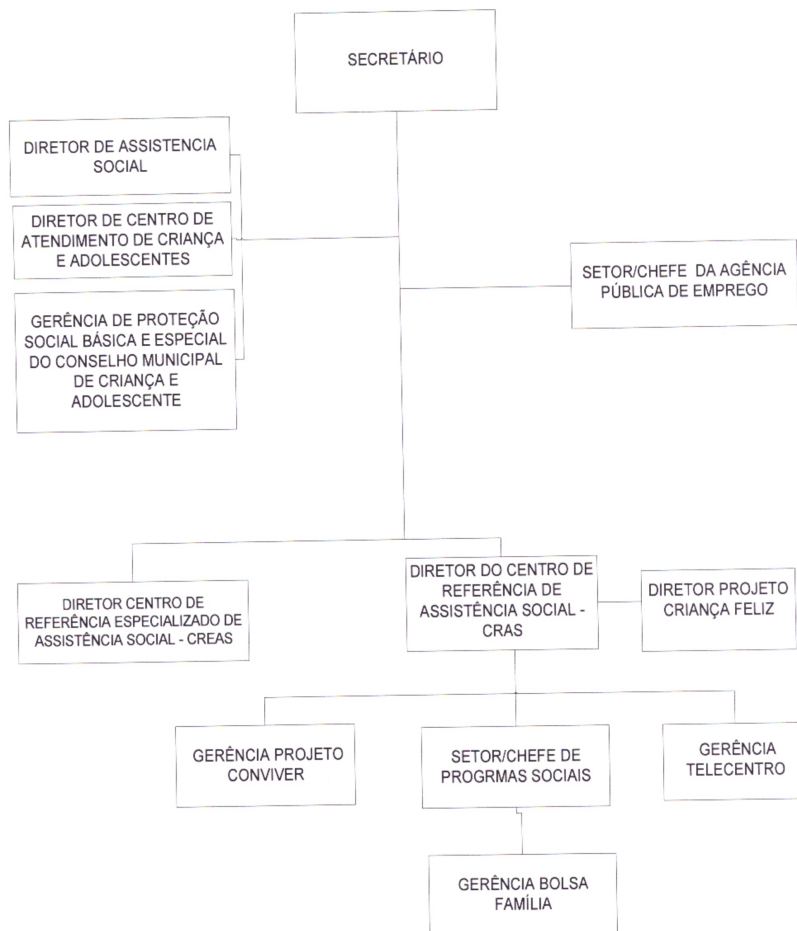 SECRETÁRIO
DIRETOR DE ASSISTENCIA
SOCIAL
DIRETOR DE CENTRO DE
ATENDIMENTO DE CRIANÇA
E ADOLESCENTES
GERÊNCIA DE PROTEÇÃO
SOCIAL BÁSICA E ESPECIAL
DO CONSELHO MUNICIPAL
DE CRIANÇA E
ADOLESCENTE
SETOR/CHEFE DA AGÊNCIA
PÚBLICA DE EMPREGO
DIRETOR CENTRO DE
REFERÊNCIA ESPECIALIZADO DE
ASSISTÊNCIA SOCIAL - CREAS
DIRETOR DO CENTRO DE
REFERÊNCIA DE
ASSISTÊNCIA SOCIAL -
CRAS
DIRETOR PROJETO
CRIANÇA FELIZ
GERÊNCIA PROJETO
CONVIVER
SETOR/CHEFE DE
PROGRMAS SOCIAIS
GERÊNCIA
TELECENTRO
GERÊNCIA BOLSA
FAMÍLIA